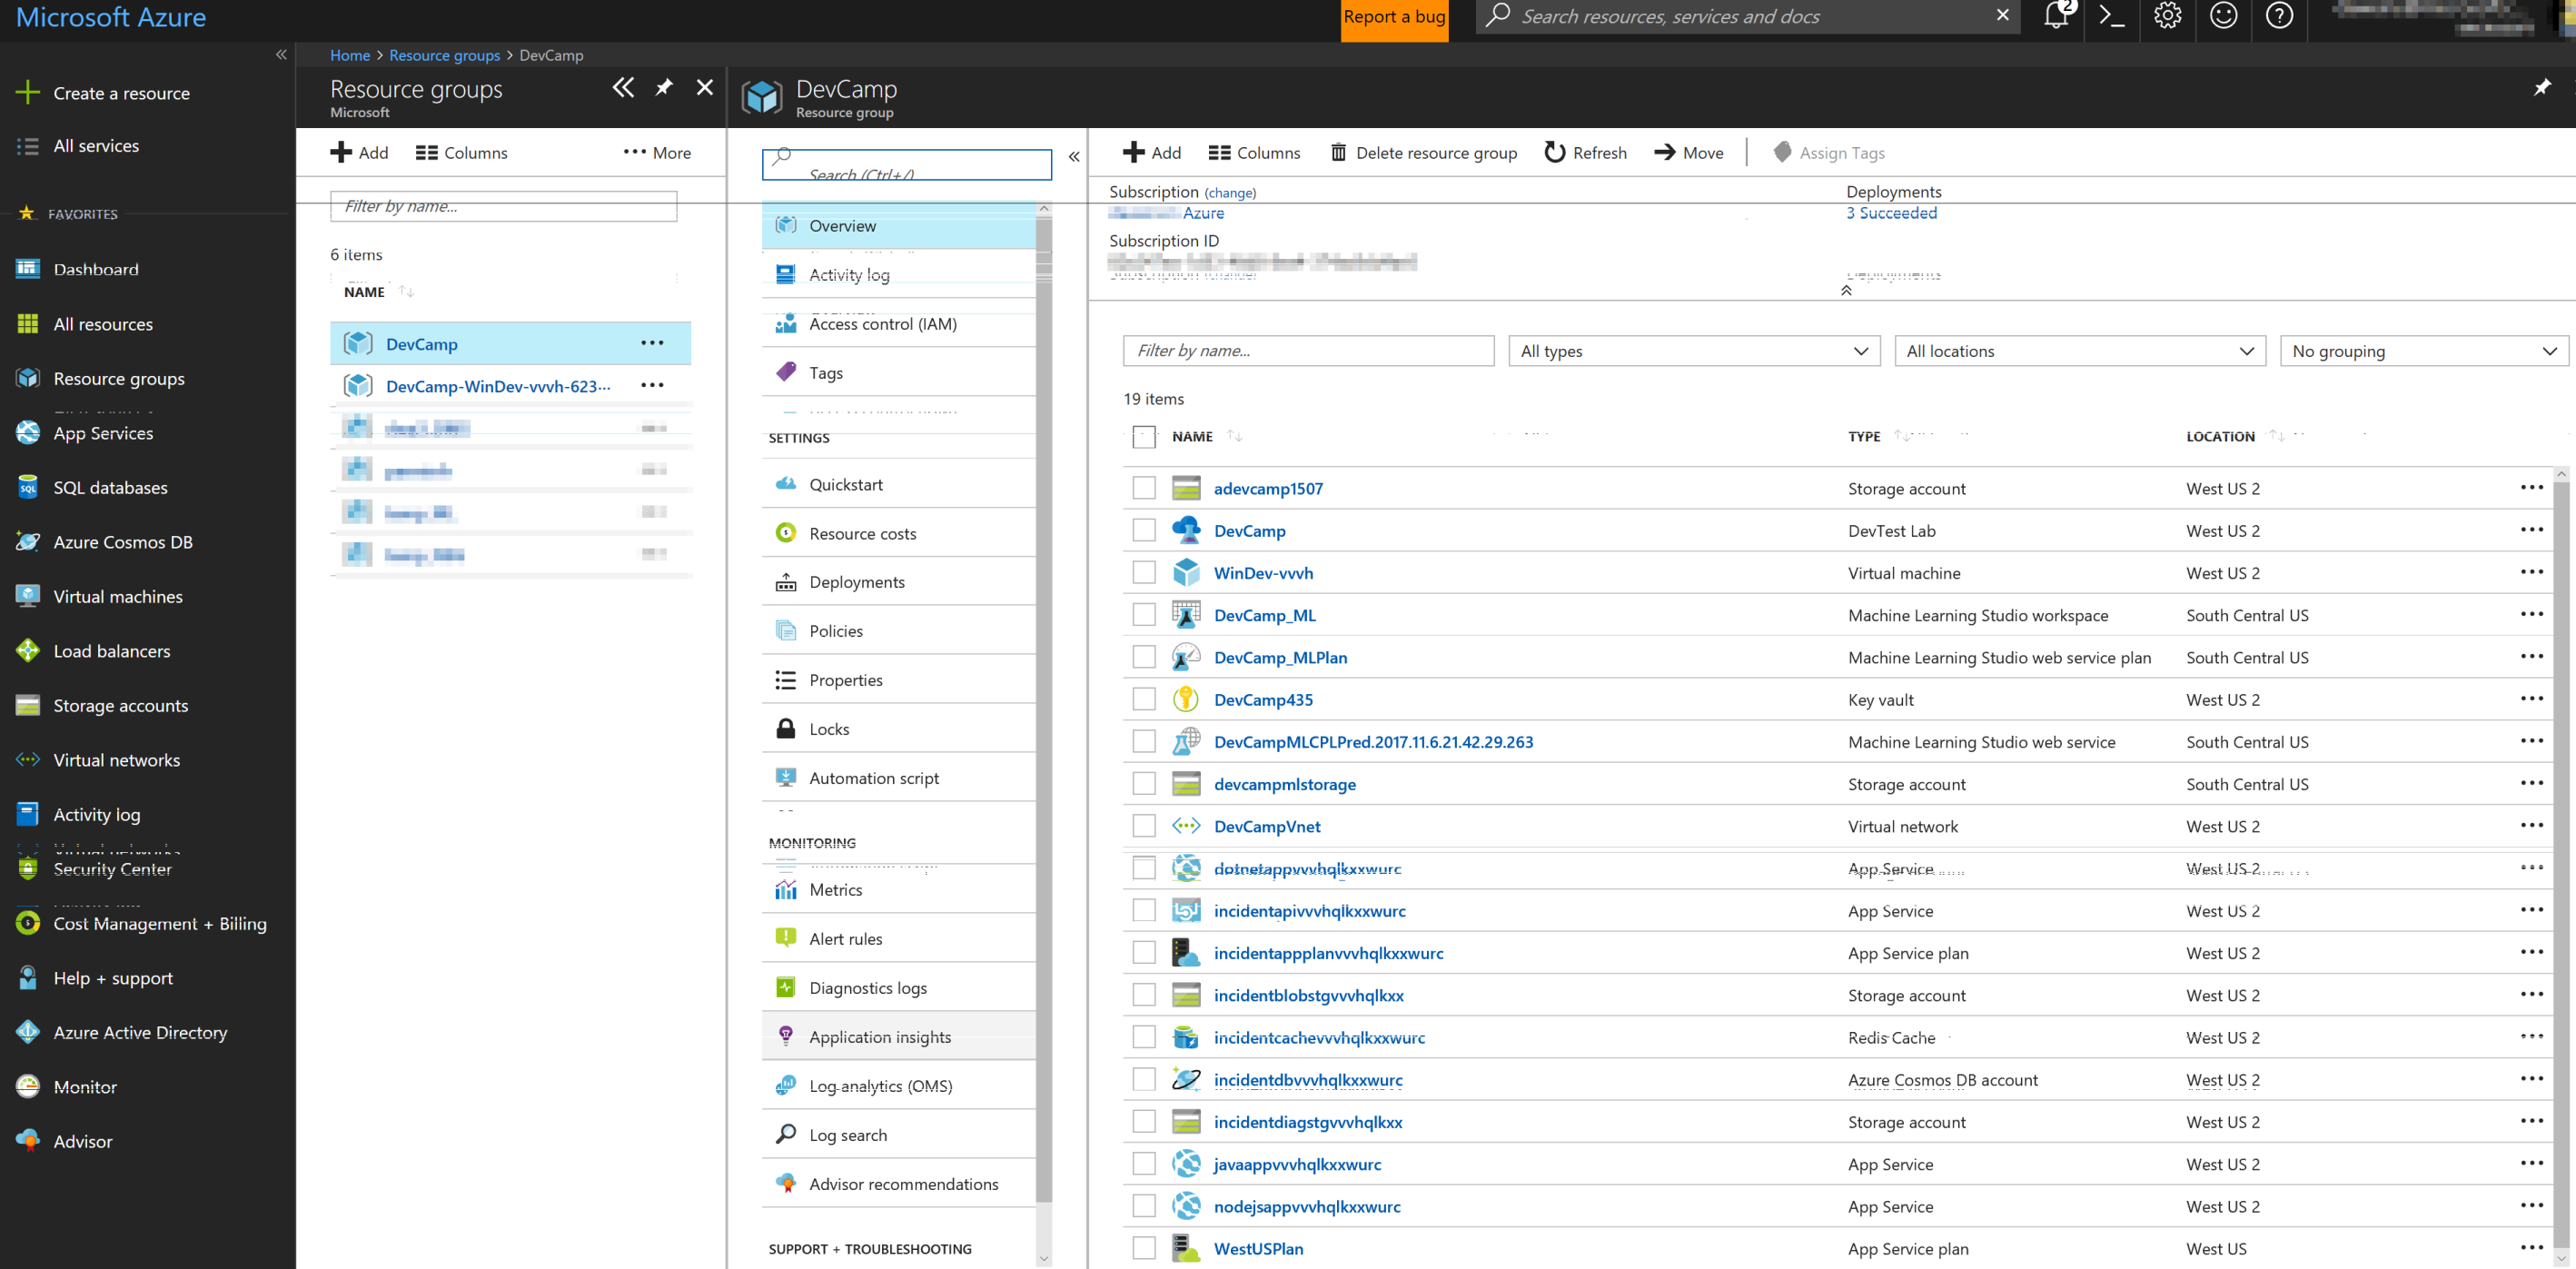 Microsoft Azure
Report a bug
Search resources, services and docs
2
Create a resource
All services
FAVORITES
Dashboard
All resources
Resource groups
App Services
SQL databases
Azure Cosmos DB
Virtual machines
Load balancers
Storage accounts
Virtual networks
Activity log
Security Center
Cost Management + Billing
Help + support
Azure Active Directory
Monitor
Advisor
Home > Resource groups > DevCamp
Resource groups
Microsoft
Add Columns More
Filter by name...
6 items
NAME
DevCamp
DevCamp-WinDev-vvvh-623...
DevCamp
Resource group
Search (Ctrl+/)
Overview
Activity log
Access control (IAM)
Tags
SETTINGS
Quickstart
Resource costs
Deployments
Policies
Properties
Locks
Automation script
MONITORING
Metrics
Alert rules
Diagnostics logs
Application insights
Log analytics (OMS)
Log search
Advisor recommendations
SUPPORT + TROUBLESHOOTING
Add Columns Delete resource group Refresh Move Assign Tags
Subscription (change) Deployments
Azure 3 Succeeded
Subscription ID
Filter by name... All types All locations No grouping
19 items
NAME TYPE LOCATION
adevcamp1507 Storage account West US 2
DevCamp DevTest Lab West US 2
WinDev-vvvh Virtual machine West US 2
DevCamp_ML Machine Learning Studio workspace South Central US
DevCamp_MLPlan Machine Learning Studio web service plan South Central US
DevCamp435 Key vault West US 2
DevCampMLCPLPred.2017.11.6.21.42.29.263 Machine Learning Studio web service South Central US
devcampmlstorage Storage account South Central US
DevCampVnet Virtual network West US 2
dotnetappvvvhqlkxxwurc App Service West US 2
incidentapivvvhqlkxxwurc App Service West US 2
incidentappplanvvvhqlkxxwurc App Service plan West US 2
incidentblobstgvvvhqlkxx Storage account West US 2
incidentcachevvvhqlkxxwurc Redis Cache West US 2
incidentdbvvvhqlkxxwurc Azure Cosmos DB account West US 2
incidentdiagstgvvvhqlkxx Storage account West US 2
javaappvvvhqlkxxwurc App Service West US 2
nodejsappvvvhqlkxxwurc App Service West US 2
WestUSPlan App Service plan West US